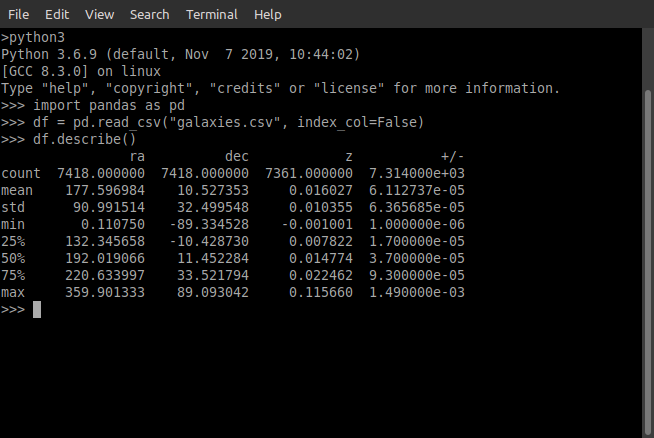 File Edit View Search Terminal Help
>python3
Python 3.6.9 (default, Nov  7 2019, 10:44:02)
[GCC 8.3.0] on linux
Type "help", "copyright", "credits" or "license" for more information.
>>> import pandas as pd
>>> df = pd.read_csv("galaxies.csv", index_col=False)
>>> df.describe()
                ra          dec            z           +/-
count  7418.000000  7418.000000  7361.000000  7.314000e+03
mean    177.596984    10.527353     0.016027  6.112737e-05
std      90.991514    32.499548     0.010355  6.365685e-05
min       0.110750   -89.334528    -0.001001  1.000000e-06
25%     132.345658   -10.428730     0.007822  1.700000e-05
50%     192.019066    11.452284     0.014774  3.700000e-05
75%     220.633997    33.521794     0.022462  9.300000e-05
max     359.901333    89.093042     0.115660  1.490000e-03
>>>